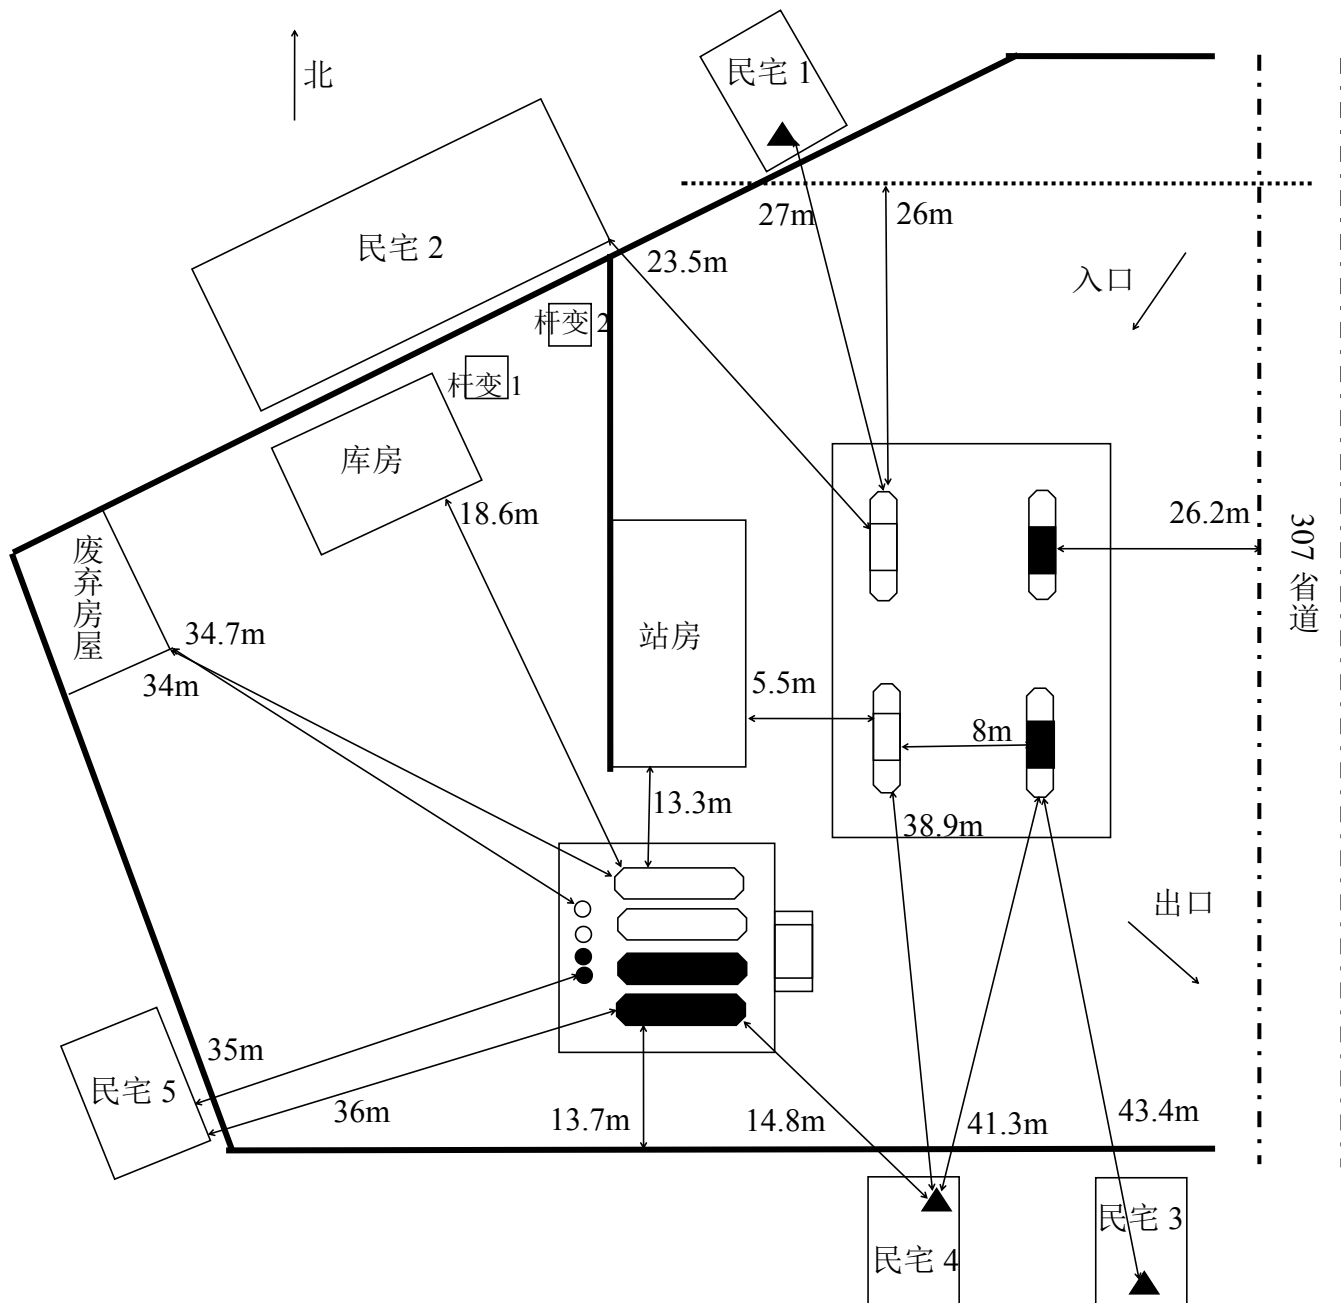 北
民宅 1
27m
26m
民宅 2
23.5m
入口
杆变 2
杆变 1
库房
18.6m
26.2m
307 省道
废弃房屋
34.7m
34m
站房
5.5m
8m
13.3m
38.9m
出口
35m
民宅 5
36m
13.7m
14.8m
41.3m
43.4m
民宅 3
民宅 4